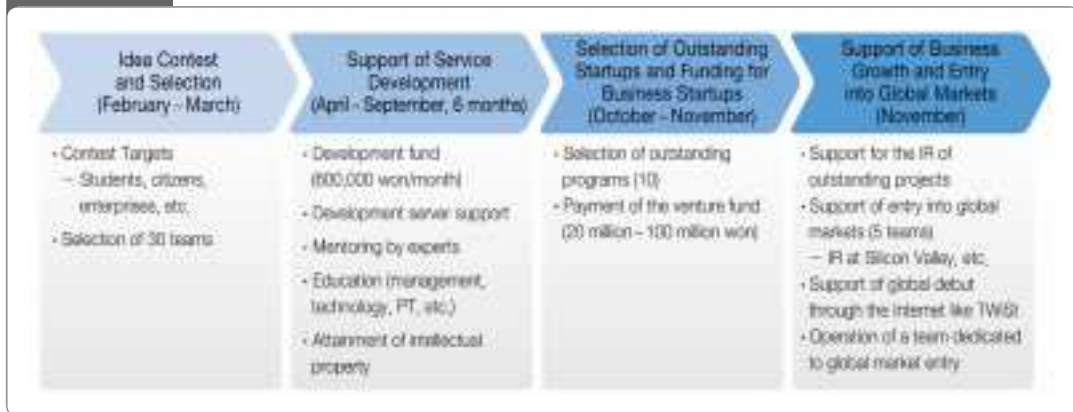 Idea Contest
and Selection
(February - March)
• Contest Targets
– Students, citizens,
enterprises, etc.
• Selection of 30 teams
Support of Service
Development
(April - September, 6 months)
• Development fund
(600,000 won/month)
• Development server support
• Mentoring by experts
• Education (management,
technology, PT, etc.)
• Attainment of intellectual
property
Selection of Outstanding
Startups and Funding for
Business Startups
(October - November)
• Selection of outstanding
programs (10)
• Payment of the venture fund
(20 million – 100 million won)
Support of Business
Growth and Entry
into Global Markets
(November)
• Support for the IR of
outstanding projects
• Support of entry into global
markets (5 teams)
– IR at Silicon Valley, etc.
• Support of global debut
through the Internet like TWiSt
• Operation of a team dedicated
to global market entry